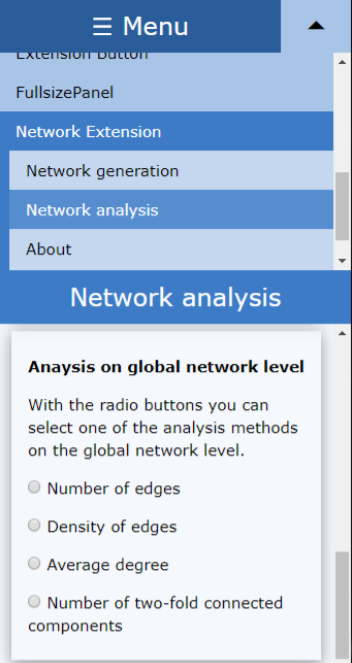 ☰ Menu
Extension Button
FullsizePanel
Network Extension
Network generation
Network analysis
About
Network analysis
Anaysis on global network level
With the radio buttons you can
select one of the analysis methods
on the global network level.
Number of edges
Density of edges
Average degree
Number of two-fold connected
components